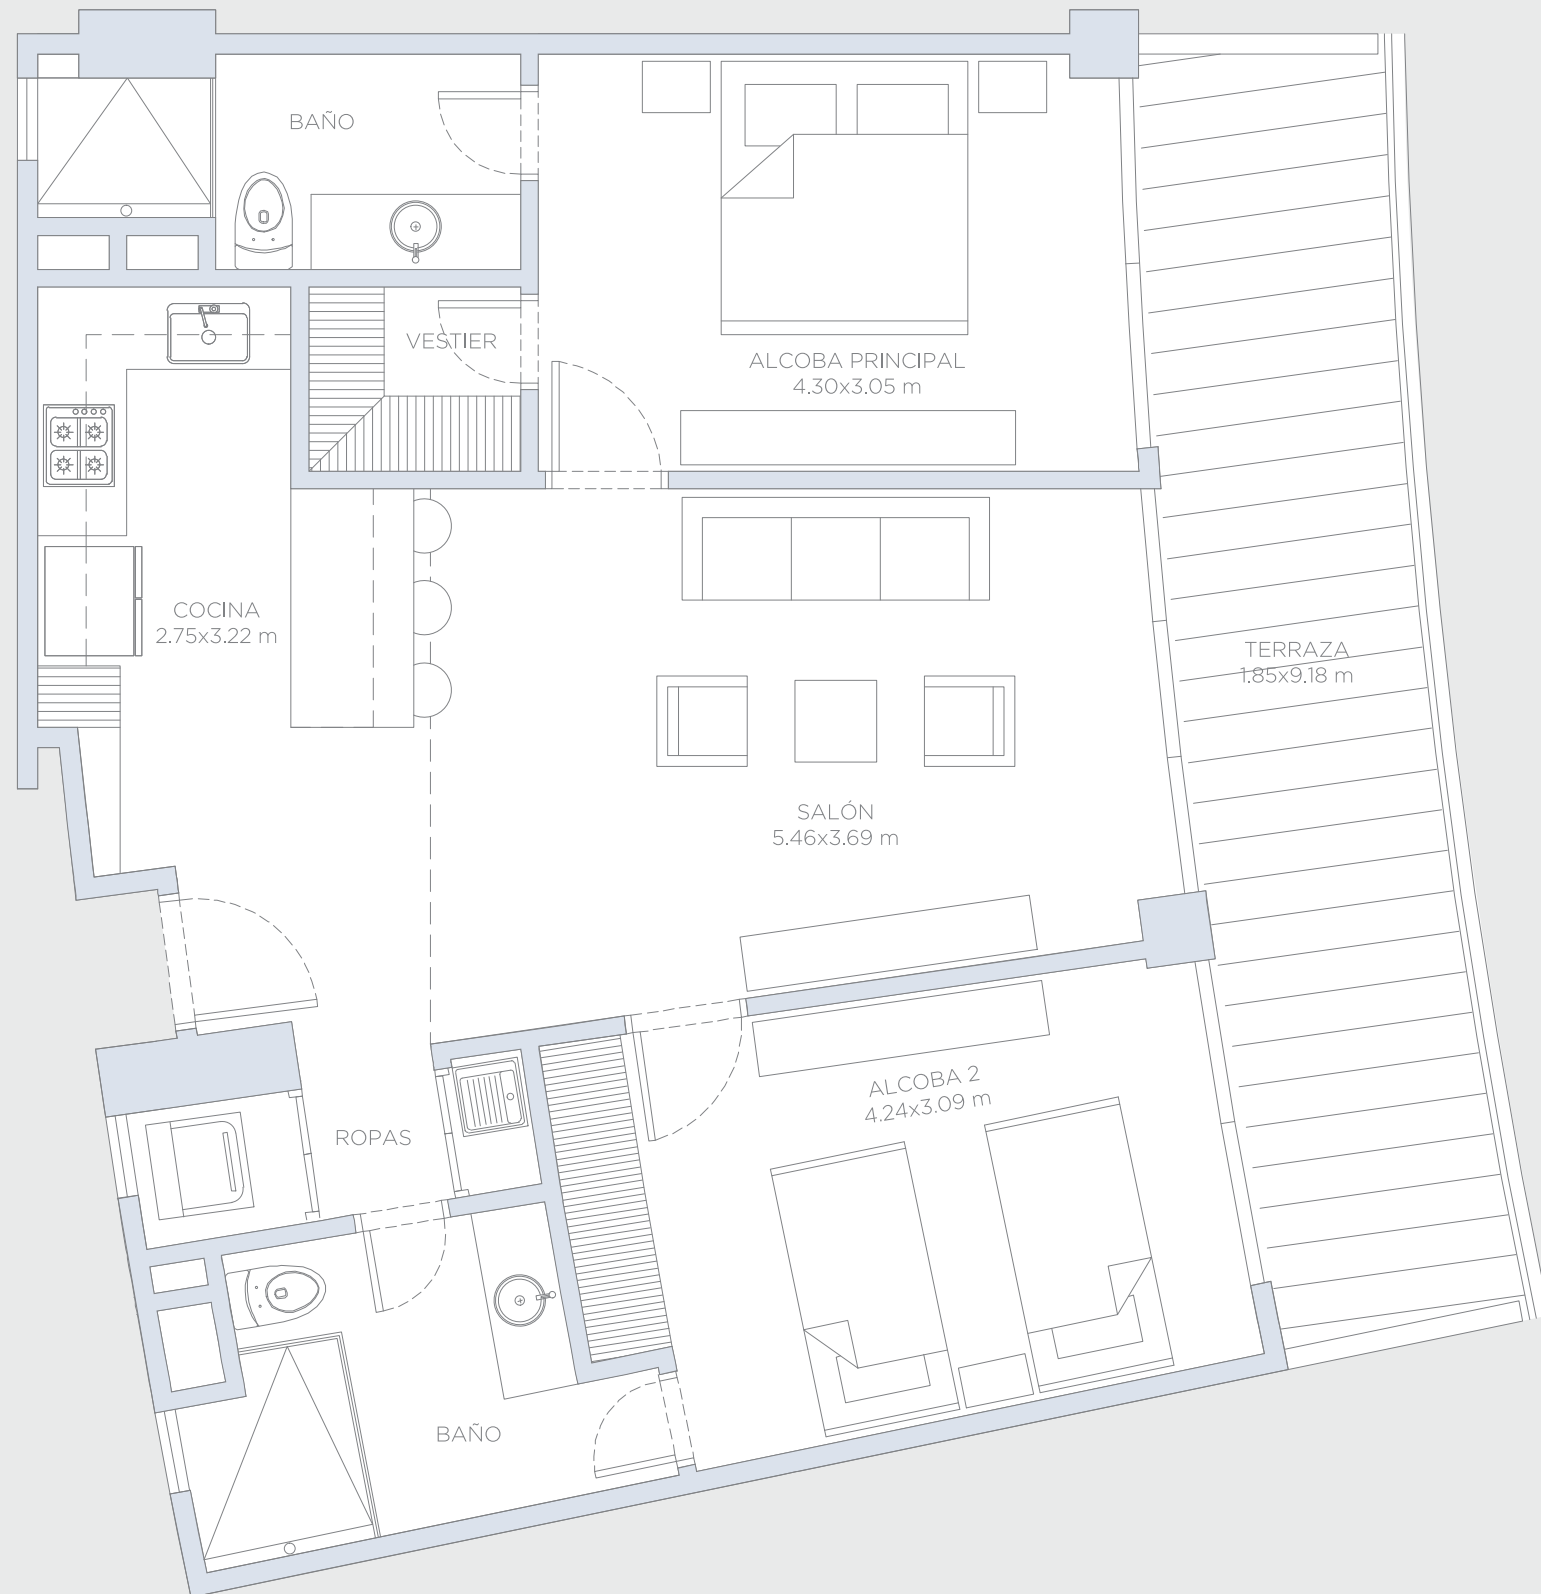 BAÑO
VESTIER
ALCOBA PRINCIPAL
4.30x3.05 m
COCINA
2.75x3.22 m
TERRAZA
1.85x9.18 m
SALÓN
5.46x3.69 m
ALCOBA 2
4.24x3.09 m
ROPAS
BAÑO